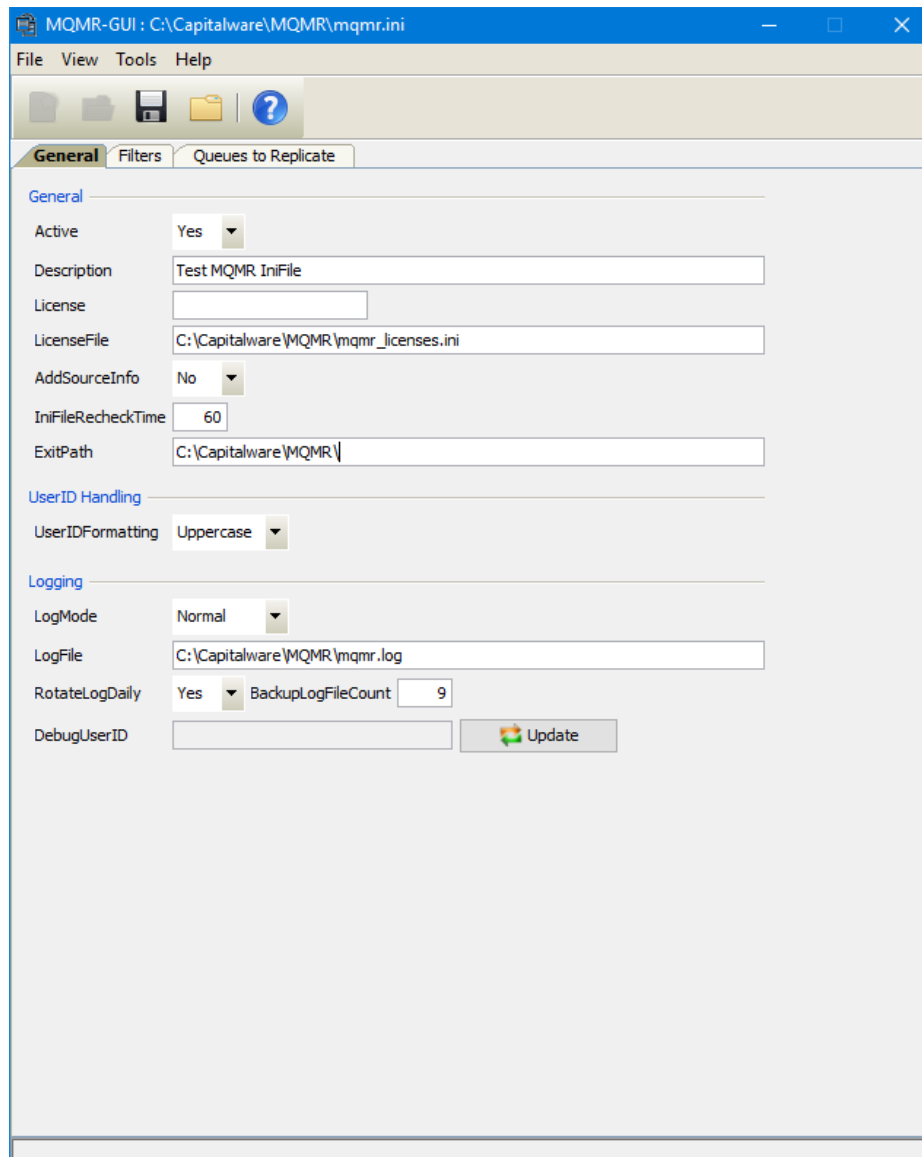 MQMR-GUI : C:\Capitalware\MQMR\mqmr.ini
File View Tools Help
?
General Filters Queues to Replicate
General
Active Yes
Description Test MQMR IniFile
License
LicenseFile C:\Capitalware\MQMR\mqmr_licenses.ini
AddSourceInfo No
IniFileRecheckTime 60
ExitPath C:\Capitalware\MQMR\
UserID Handling
UserIDFormatting Uppercase
Logging
LogMode Normal
LogFile C:\Capitalware\MQMR\mqmr.log
RotateLogDaily Yes BackupLogFileCount 9
DebugUserID Update